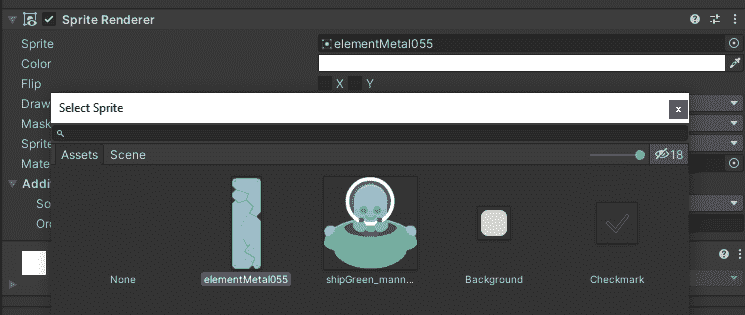 Sprite Renderer
Sprite
elementMetal055
Color
Flip
X Y
Draw
Mask
Sprite
Mate
Addi
So
Ord
Select Sprite
x
Assets Scene
18
None
elementMetal055
shipGreen_mann...
Background
Checkmark